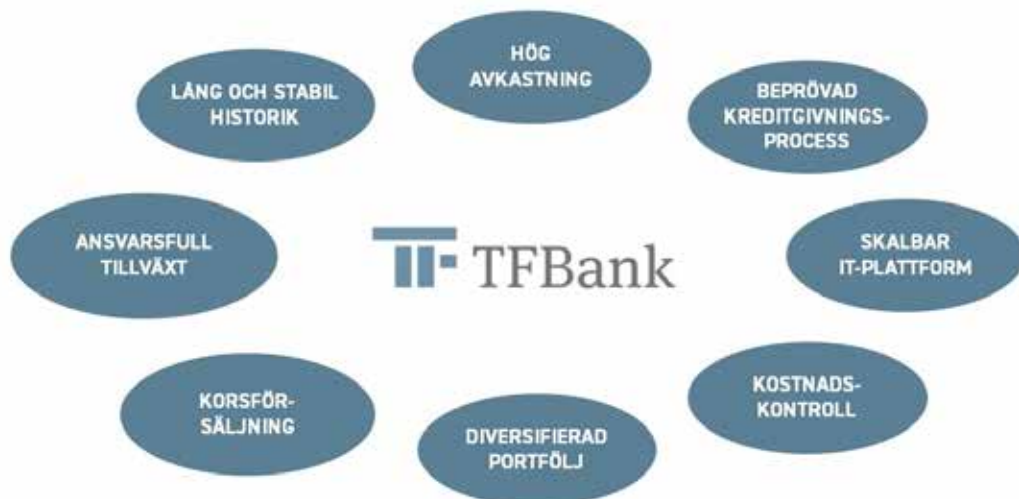 HÖG
AVKASTNING
LÅNG OCH STABIL
HISTORIK
BEPRÖVAD
KREDITGIVNINGS-
PROCESS
ANSVARSFULL
TILLVÄXT
TFBank
SKALBAR
IT-PLATTFORM
KORSFÖR-
SÄLJNING
DIVERSIFIERAD
PORTFÖLJ
KOSTNADS-
KONTROLL